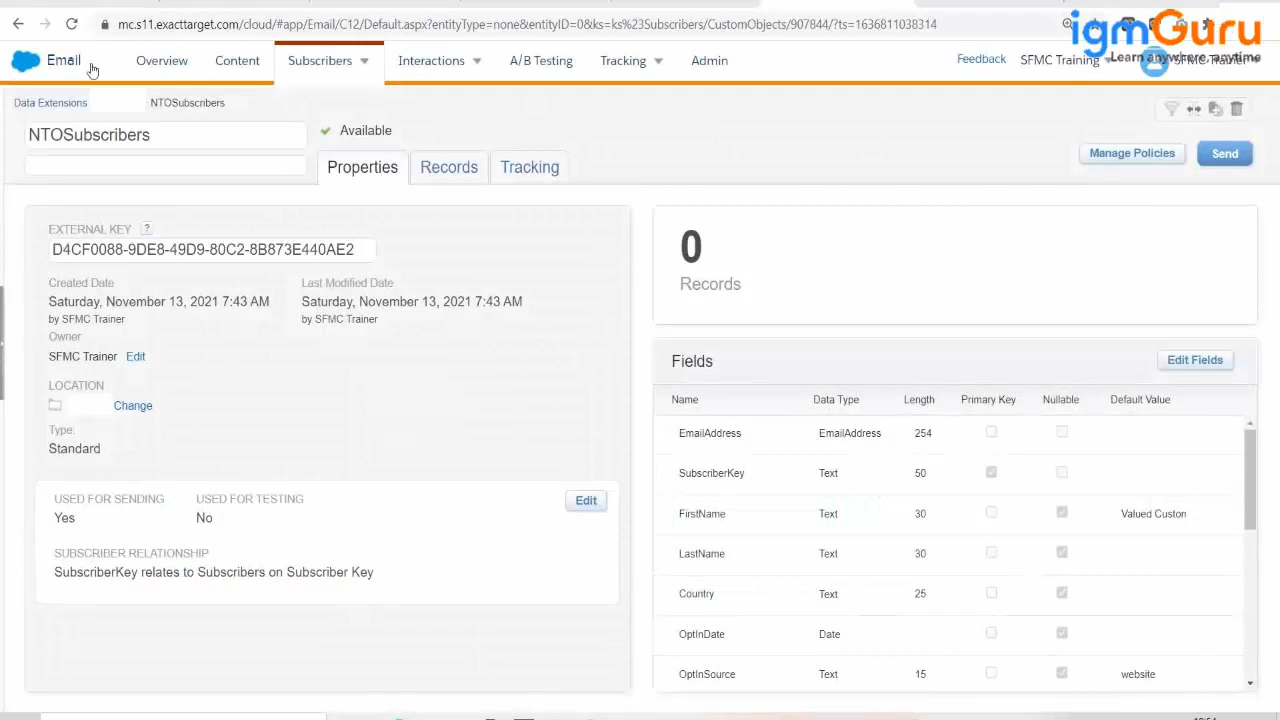 mc.s11.exacttarget.com/cloud/#app/Email/C12/Default.aspx?entityType=none&entityID=0&ks=ks%23Subscribers/CustomObjects/907844/?ts=1636811038314
igmGuru
Learn anywhere, anytime
Email
Overview
Content
Subscribers
Interactions
A/B Testing
Tracking
Admin
Feedback
SFMC Training
SFMC Trainer
Data Extensions
NTOSubscribers
NTOSubscribers
Available
Properties
Records
Tracking
Manage Policies
Send
EXTERNAL KEY ?
D4CF0088-9DE8-49D9-80C2-8B873E440AE2
Created Date
Last Modified Date
Saturday, November 13, 2021 7:43 AM
Saturday, November 13, 2021 7:43 AM
by SFMC Trainer
by SFMC Trainer
Owner
SFMC Trainer Edit
LOCATION
Change
Type:
Standard
USED FOR SENDING
USED FOR TESTING
Edit
Yes
No
SUBSCRIBER RELATIONSHIP
SubscriberKey relates to Subscribers on Subscriber Key
0
Records
Fields
Edit Fields
Name Data Type Length Primary Key Nullable Default Value
EmailAddress EmailAddress 254
SubscriberKey Text 50
FirstName Text 30 Valued Custon
LastName Text 30
Country Text 25
OptInDate Date
OptInSource Text 15 website